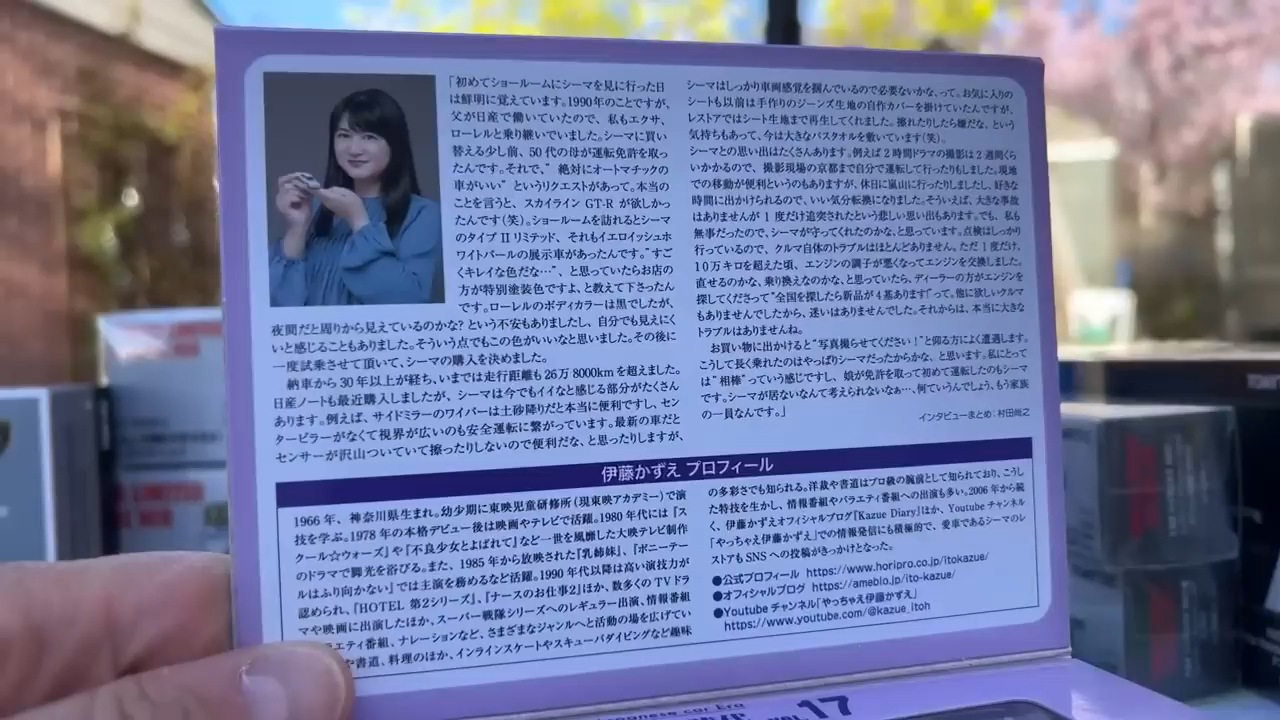 「初めてショールームにシーマを見に行った日
は鮮明に覚えています。1990年のことですが、
父が日産で働いていたので、私もエクサ、
ローレルと乗り継いでいました。シーマに買い
替える少し前、50代の母が運転免許を取っ
たんです。それで、“絶対にオートマチックの
車がいい”というリクエストがあって。本当の
ことを言うと、スカイライン GT-R が欲しかっ
たんです（笑）。ショールームを訪れるとシーマ
のタイプ II リミテッド、それもイエロイッシュホ
ワイトパールの展示車があったんです。“すご
くキレイな色だな…”、と思っていたらお店の
方が特別塗装色ですよ、と教えて下さったん
です。ローレルのボディカラーは黒でしたが、
夜間だと周りから見えているのかな? という不安もありましたし、自分でも見えにく
いと感じることもありました。そういう点でもこの色がいいなと思いました。その後に
一度試乗させて頂いて、シーマの購入を決めました。
納車から30年以上が経ち、いまでは走行距離も26万8000kmを超えました。
日産ノートも最近購入しましたが、シーマは今でもイイなと感じる部分がたくさん
あります。例えば、サイドミラーのワイパーは土砂降りだと本当に便利ですし、セン
ターピラーがなくて視界が広いのも安全運転に繋がっています。最新の車だと
センサーが沢山ついていて擦ったりしないので便利だな、と思ったりしますが、
シーマはしっかり車両感覚を掴んでいるので必要ないかな、って。お気に入りの
シートも以前は手作りのジーンズ生地の自作カバーを掛けていたんですが、
レストアではシート生地まで再生してくれました。擦れたりしたら嫌だな、という
気持ちもあって、今は大きなバスタオルを敷いています（笑）。
シーマとの思い出はたくさんあります。例えば2時間ドラマの撮影は2週間くら
いかかるので、撮影現場の京都まで自分で運転して行ったりもしました。現地
での移動が便利というのもありますが、休日に嵐山に行ったりしましたし、好きな
時間に出かけられるので、いい気分転換になりました。そういえば、大きな事故
はありませんが1度だけ追突されたという悲しい思い出もあります。でも、私も
無事だったので、シーマが守ってくれたのかな、と思っています。点検はしっかり
行っているので、クルマ自体のトラブルはほとんどありません。ただ1度だけ、
10万キロを超えた頃、エンジンの調子が悪くなってエンジンを交換しました。
直せるのかな、乗り換えなのかな、と思っていたら、ディーラーの方がエンジンを
探してくださって“全国を探したら新品が4基あります!”って。他に欲しいクルマ
もありませんでしたから、迷いはありませんでした。それからは、本当に大きな
トラブルはありませんね。
お買い物に出かけると“写真撮らせてください!”と仰る方によく遭遇します。
こうして長く乗れたのはやっぱりシーマだったからかな、と思います。私にとって
は“相棒”っていう感じですし、娘が免許を取って初めて運転したのもシーマ
です。シーマが居ないなんて考えられないなぁ…、何ていうんでしょう、もう家族
の一員なんです。」
インタビューまとめ：村田尚之
伊藤かずえ プロフィール
1966年、神奈川県生まれ。幼少期に東映児童研修所（現東映アカデミー）で演
技を学ぶ。1978年の本格デビュー後は映画やテレビで活躍。1980年代には『ス
クール☆ウォーズ』や『不良少女とよばれて』など一世を風靡した大映テレビ制作
のドラマで脚光を浴びる。また、1985年から放映された『乳姉妹』、『ポニーテー
ルはふり向かない』では主演を務めるなど活躍。1990年代以降は高い演技力が
認められ、『HOTEL 第2シリーズ』、『ナースのお仕事2』ほか、数多くのTVドラ
マや映画に出演したほか、スーパー戦隊シリーズへのレギュラー出演、情報番組
エティ番組、ナレーションなど、さまざまなジャンルへと活動の場を広げてい
や書道、料理のほか、インラインスケートやスキューバダイビングなど趣味
の多彩さでも知られる。洋裁や書道はプロ級の腕前として知られており、こうし
た特技を生かし、情報番組やバラエティ番組への出演も多い。2006年から続
く、伊藤かずえオフィシャルブログ『Kazue Diary』ほか、Youtube チャンネル
「やっちゃえ伊藤かずえ」での情報発信にも積極的で、愛車であるシーマのレ
ストアもSNSへの投稿がきっかけとなった。
●公式プロフィール https://www.horipro.co.jp/itokazue/
●オフィシャルブログ https://ameblo.jp/ito-kazue/
●Youtube チャンネル「やっちゃえ伊藤かずえ」
https://www.youtube.com/@kazue_itoh
Japanese car Era
VOL 17